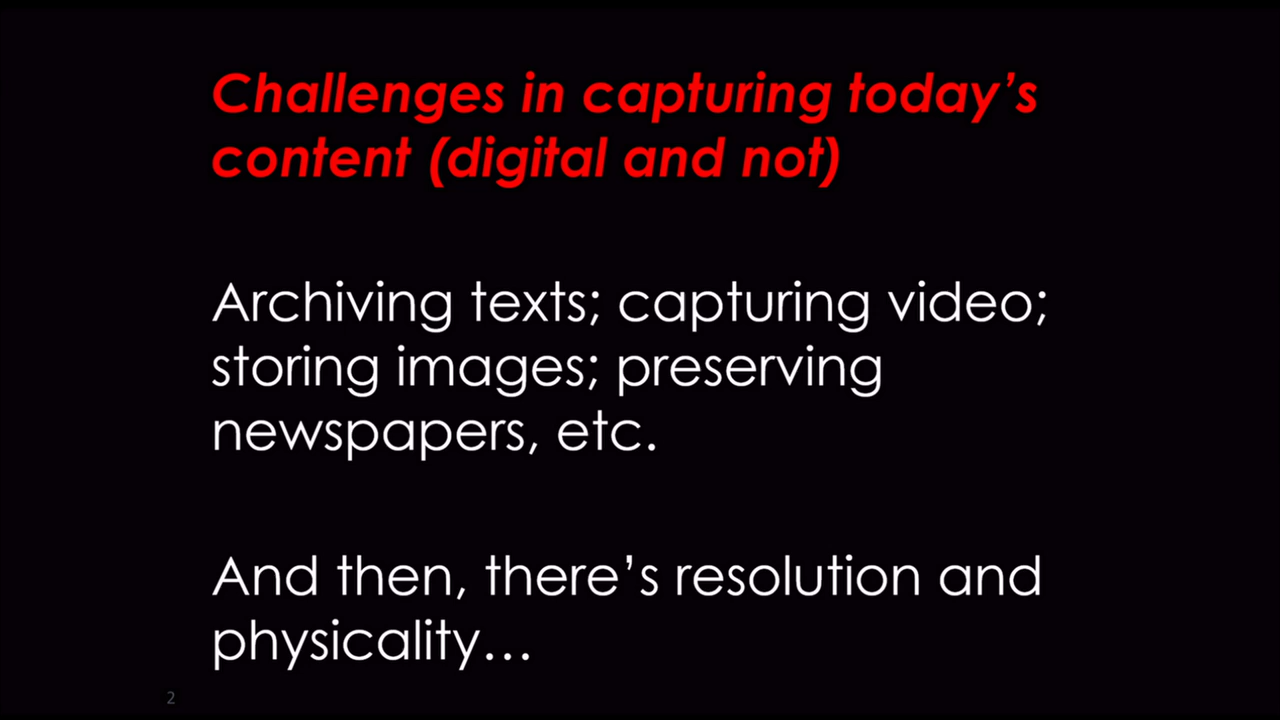 Challenges in capturing today’s
content (digital and not)
Archiving texts; capturing video;
storing images; preserving
newspapers, etc.
And then, there’s resolution and
physicality…
2